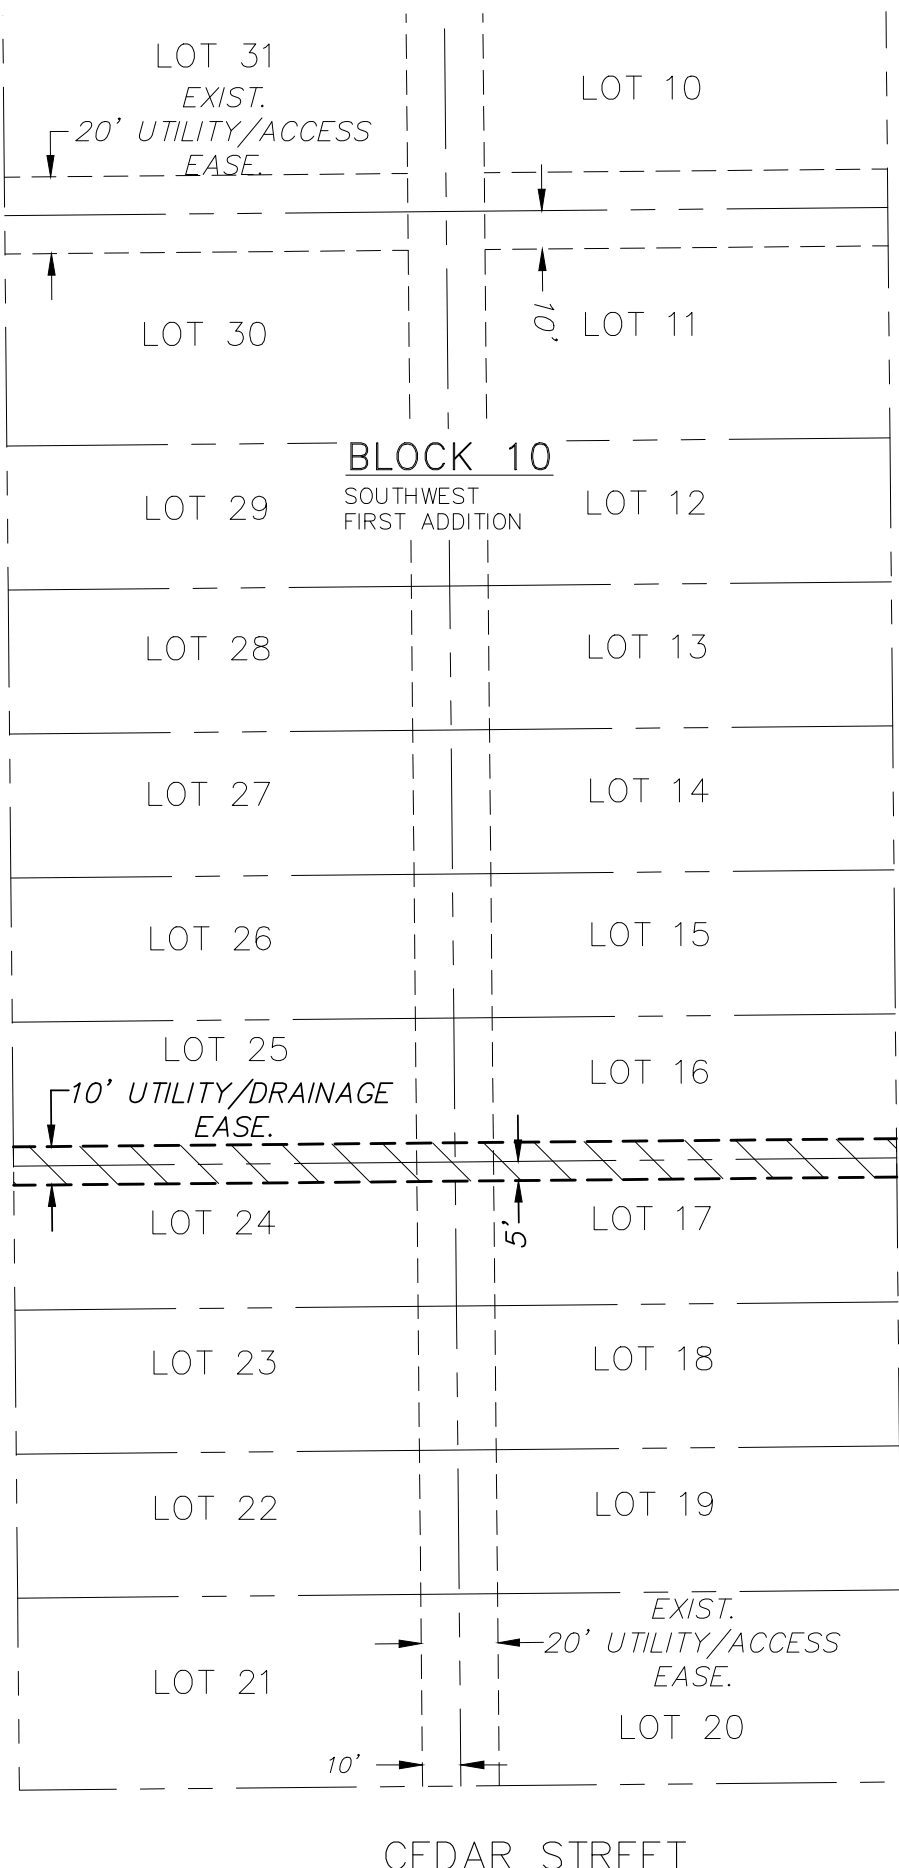 LOT 31
EXIST.
20' UTILITY/ACCESS
EASE.
LOT 10
LOT 30
10'
LOT 11
BLOCK 10
SOUTHWEST
FIRST ADDITION
LOT 29
LOT 12
LOT 28
LOT 13
LOT 27
LOT 14
LOT 26
LOT 15
LOT 25
LOT 16
10' UTILITY/DRAINAGE
EASE.
LOT 24
5'
LOT 17
LOT 23
LOT 18
LOT 22
LOT 19
EXIST.
20' UTILITY/ACCESS
EASE.
LOT 21
LOT 20
10'
CEDAR STREET